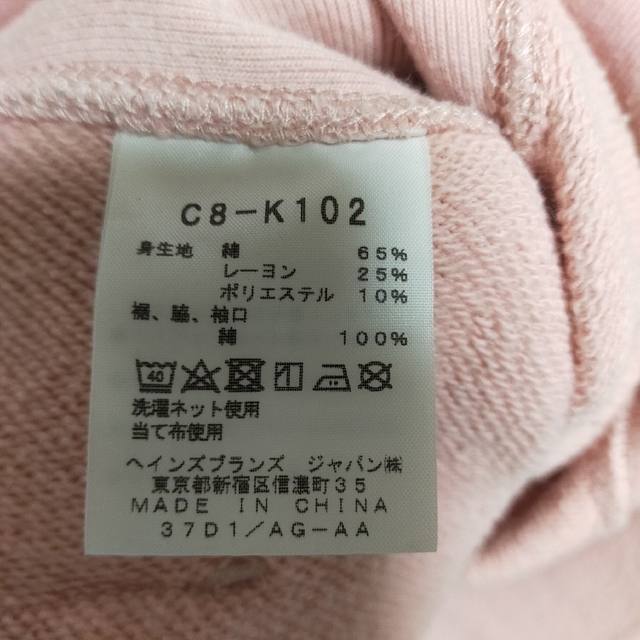 C8-K102
身生地 綿 65%
レーヨン 25%
ポリエステル 10%
裾、脇、袖口
綿 100%
40
洗濯ネット使用
当て布使用
ヘインズブランズ ジャパン㈱
東京都新宿区信濃町35
MADE IN CHINA
37D1/AG-AA